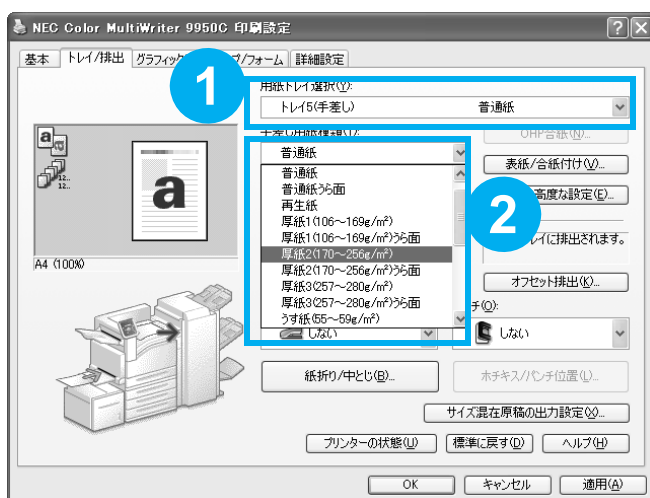 NEC Color MultiWriter 9950C 印刷設定
基本 トレイ/排出 グラフィック /フォーム 詳細設定
1
用紙トレイ選択(Y):
トレイ5(手差し) 普通紙
手差し用紙種類(T):
OHP合紙(N)...
普通紙
表紙/合紙付け(V)...
普通紙
普通紙うら面
再生紙
高度な設定(E)...
厚紙1(106~169g/m²)
厚紙1(106~169g/m²)うら面
厚紙2(170~256g/m²)
厚紙2(170~256g/m²)うら面
厚紙3(257~280g/m²)
厚紙3(257~280g/m²)うら面
うす紙(55~59g/m²)
2
レイに排出されます。
オフセット排出(K)...
チ(O):
しない
しない
a
a
12..
12..
A4 (100%)
紙折り/中とじ(B)...
ホチキス/パンチ位置(L)...
サイズ混在原稿の出力設定(X)...
プリンターの状態(U)
標準に戻す(D)
ヘルプ(H)
OK
キャンセル
適用(A)